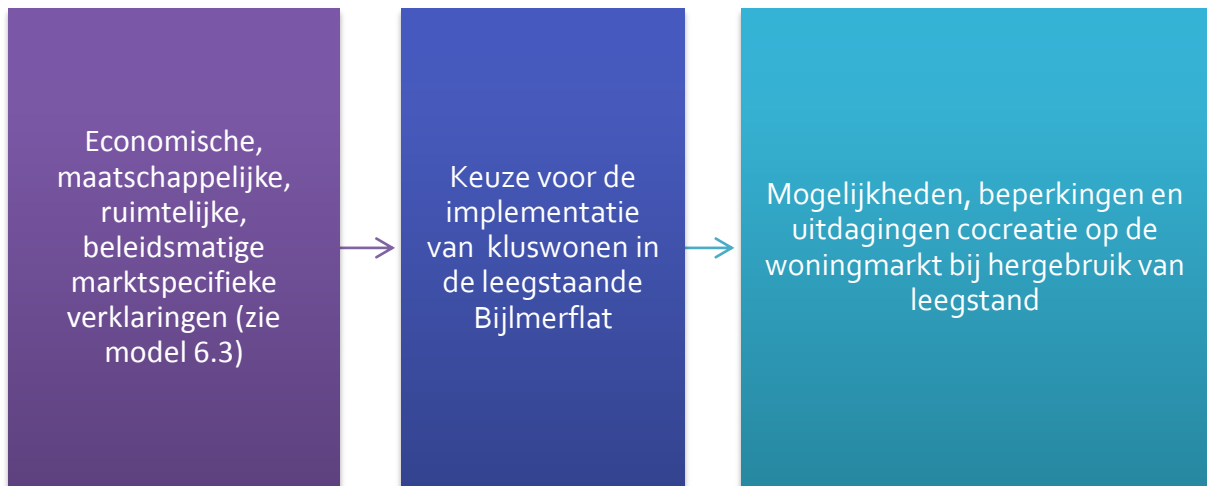 Economische,
maatschappelijke,
ruimtelijke,
beleidsmatige
marktspecifieke
verklaringen (zie
model 6.3)
Keuze voor de
implementatie
van kluswonen in
de leegstaande
Bijlmerflat
Mogelijkheden, beperkingen en
uitdagingen cocreatie op de
woningmarkt bij hergebruik van
leegstand